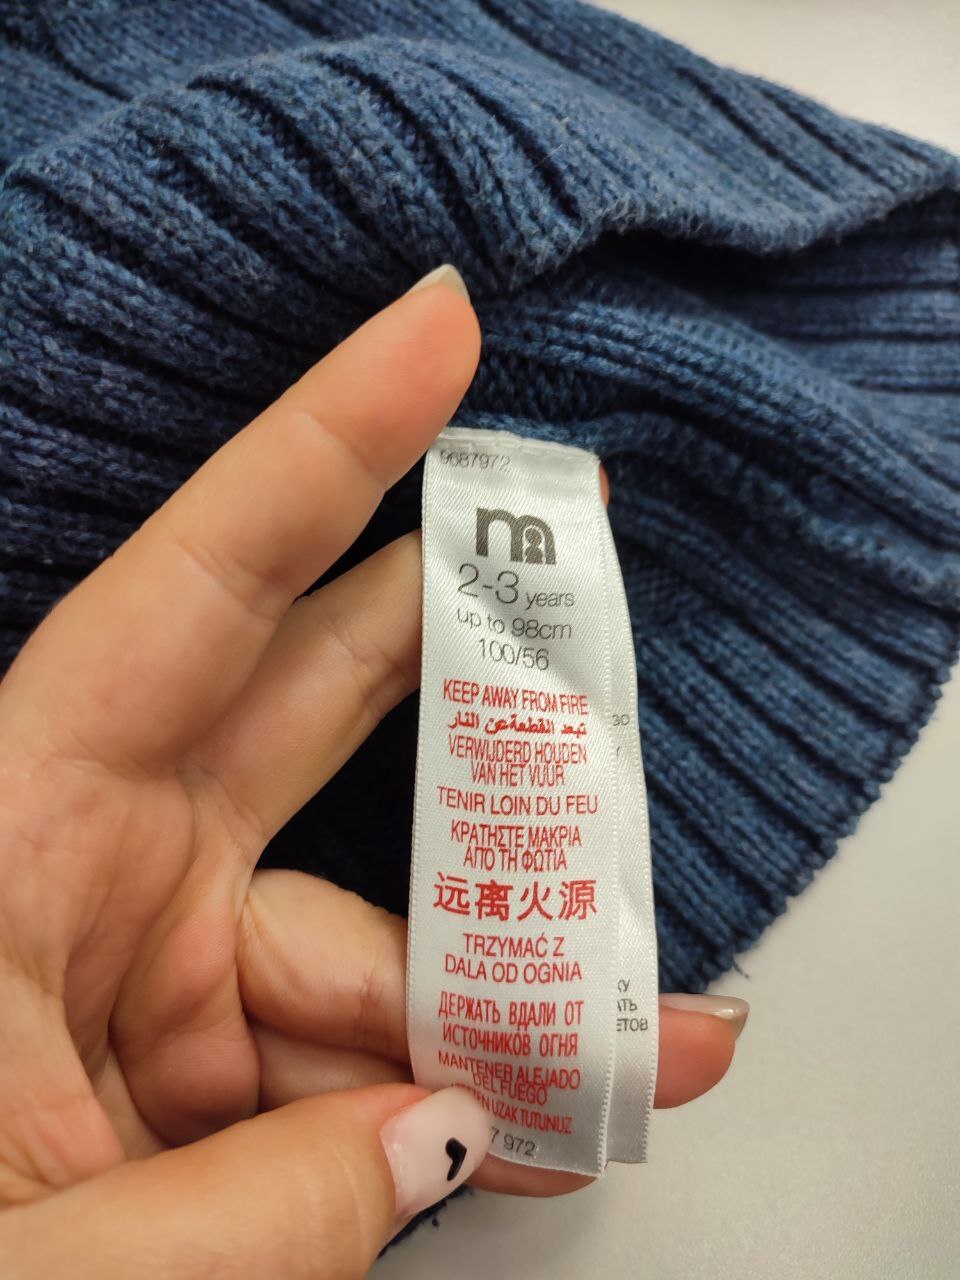 9687972
2-3 years
up to 98cm
100/56
KEEP AWAY FROM FIRE
تبعد القطعة عن النار
VERWIJDERD HOUDEN
VAN HET VUUR
TENIR LOIN DU FEU
ΚΡΑΤΗΣΤΕ ΜΑΚΡΙΑ
ΑΠΟ ΤΗ ΦΩΤΙΑ
远离火源
TRZYMAĆ Z
DALA OD OGNIA
ДЕРЖАТЬ ВДАЛИ ОТ
ИСТОЧНИКОВ ОГНЯ
MANTENER ALEJADO
DEL FUEGO
UZAK TUTUNUZ
972